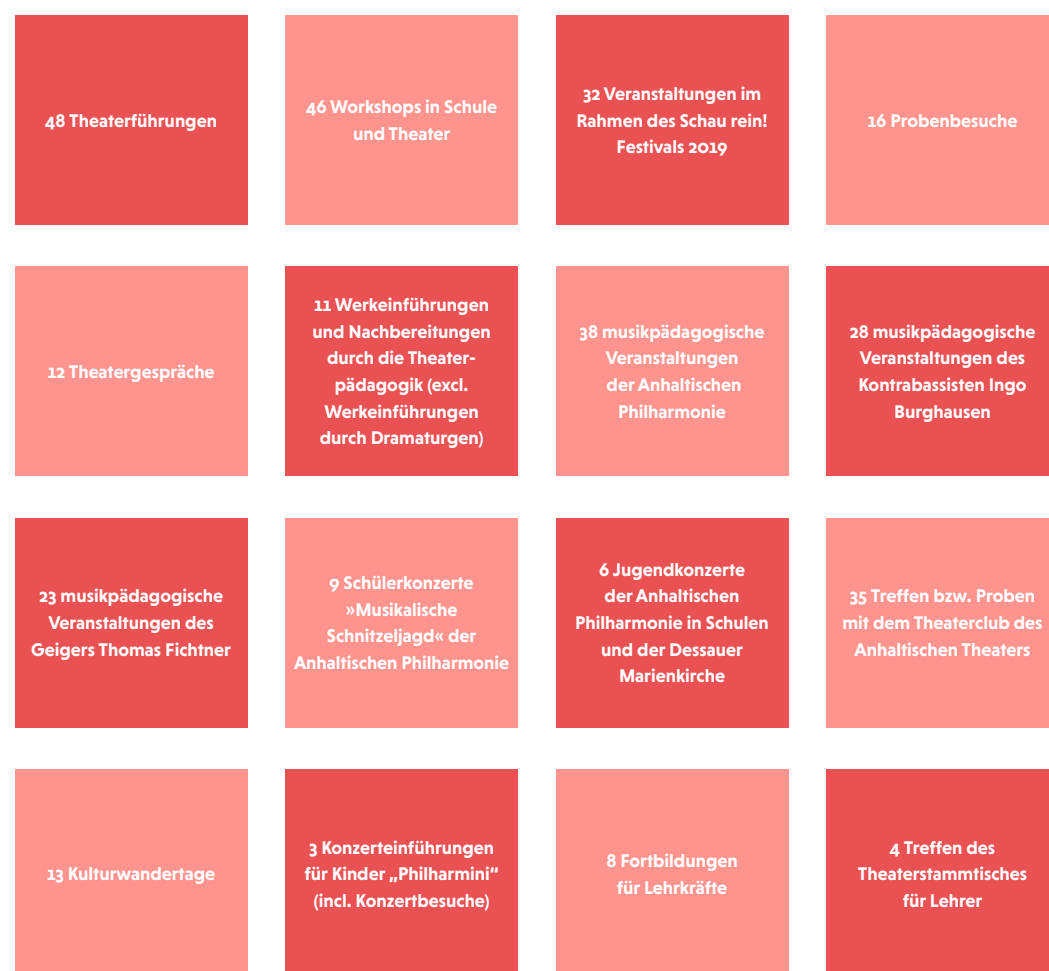 48 Theaterführungen
46 Workshops in Schule
und Theater
32 Veranstaltungen im
Rahmen des Schau rein!
Festivals 2019
16 Probenbesuche
12 Theatergespräche
11 Werkeinführungen
und Nachbereitungen
durch die Theater-
pädagogik (excl.
Werkeinführungen
durch Dramaturgen)
38 musikpädagogische
Veranstaltungen
der Anhaltischen
Philharmonie
28 musikpädagogische
Veranstaltungen des
Kontrabassisten Ingo
Burghausen
23 musikpädagogische
Veranstaltungen des
Geigers Thomas Fichtner
9 Schülerkonzerte
»Musikalische
Schnitzeljagd« der
Anhaltischen Philharmonie
6 Jugendkonzerte
der Anhaltischen
Philharmonie in Schulen
und der Dessauer
Marienkirche
35 Treffen bzw. Proben
mit dem Theaterclub des
Anhaltischen Theaters
13 Kulturwandertage
3 Konzerteinführungen
für Kinder „Philharmini“
(incl. Konzertbesuche)
8 Fortbildungen
für Lehrkräfte
4 Treffen des
Theaterstammtisches
für Lehrer